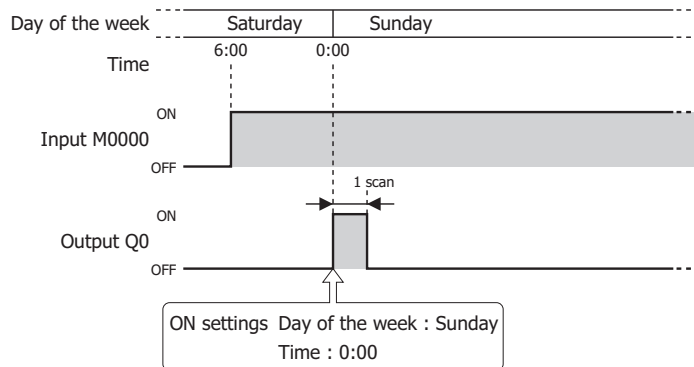 Day of the week Saturday Sunday
Time 6:00 0:00
Input M0000 ON OFF
1 scan
Output Q0 ON OFF
ON settings Day of the week : Sunday
Time : 0:00